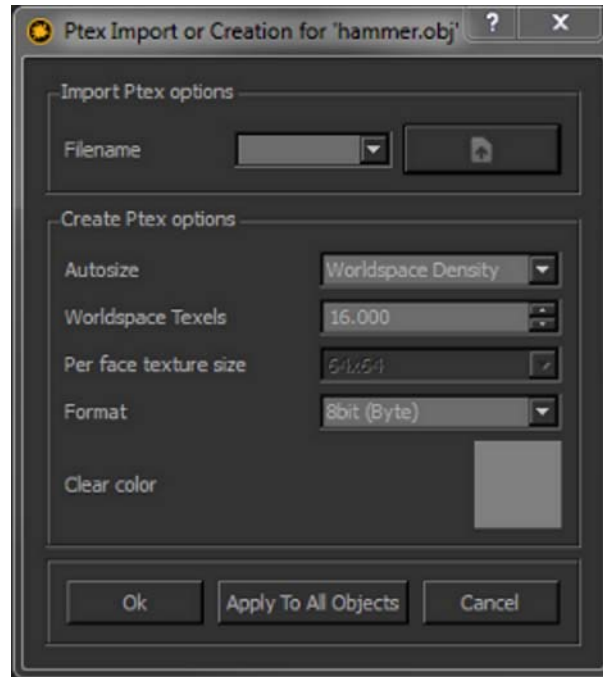 Ptex Import or Creation for 'hammer.obj' ? X
Import Ptex options
Filename
Create Ptex options
Autosize Worldspace Density
Worldspace Texels 16.000
Per face texture size 64x64
Format 8bit (Byte)
Clear color
Ok Apply To All Objects Cancel